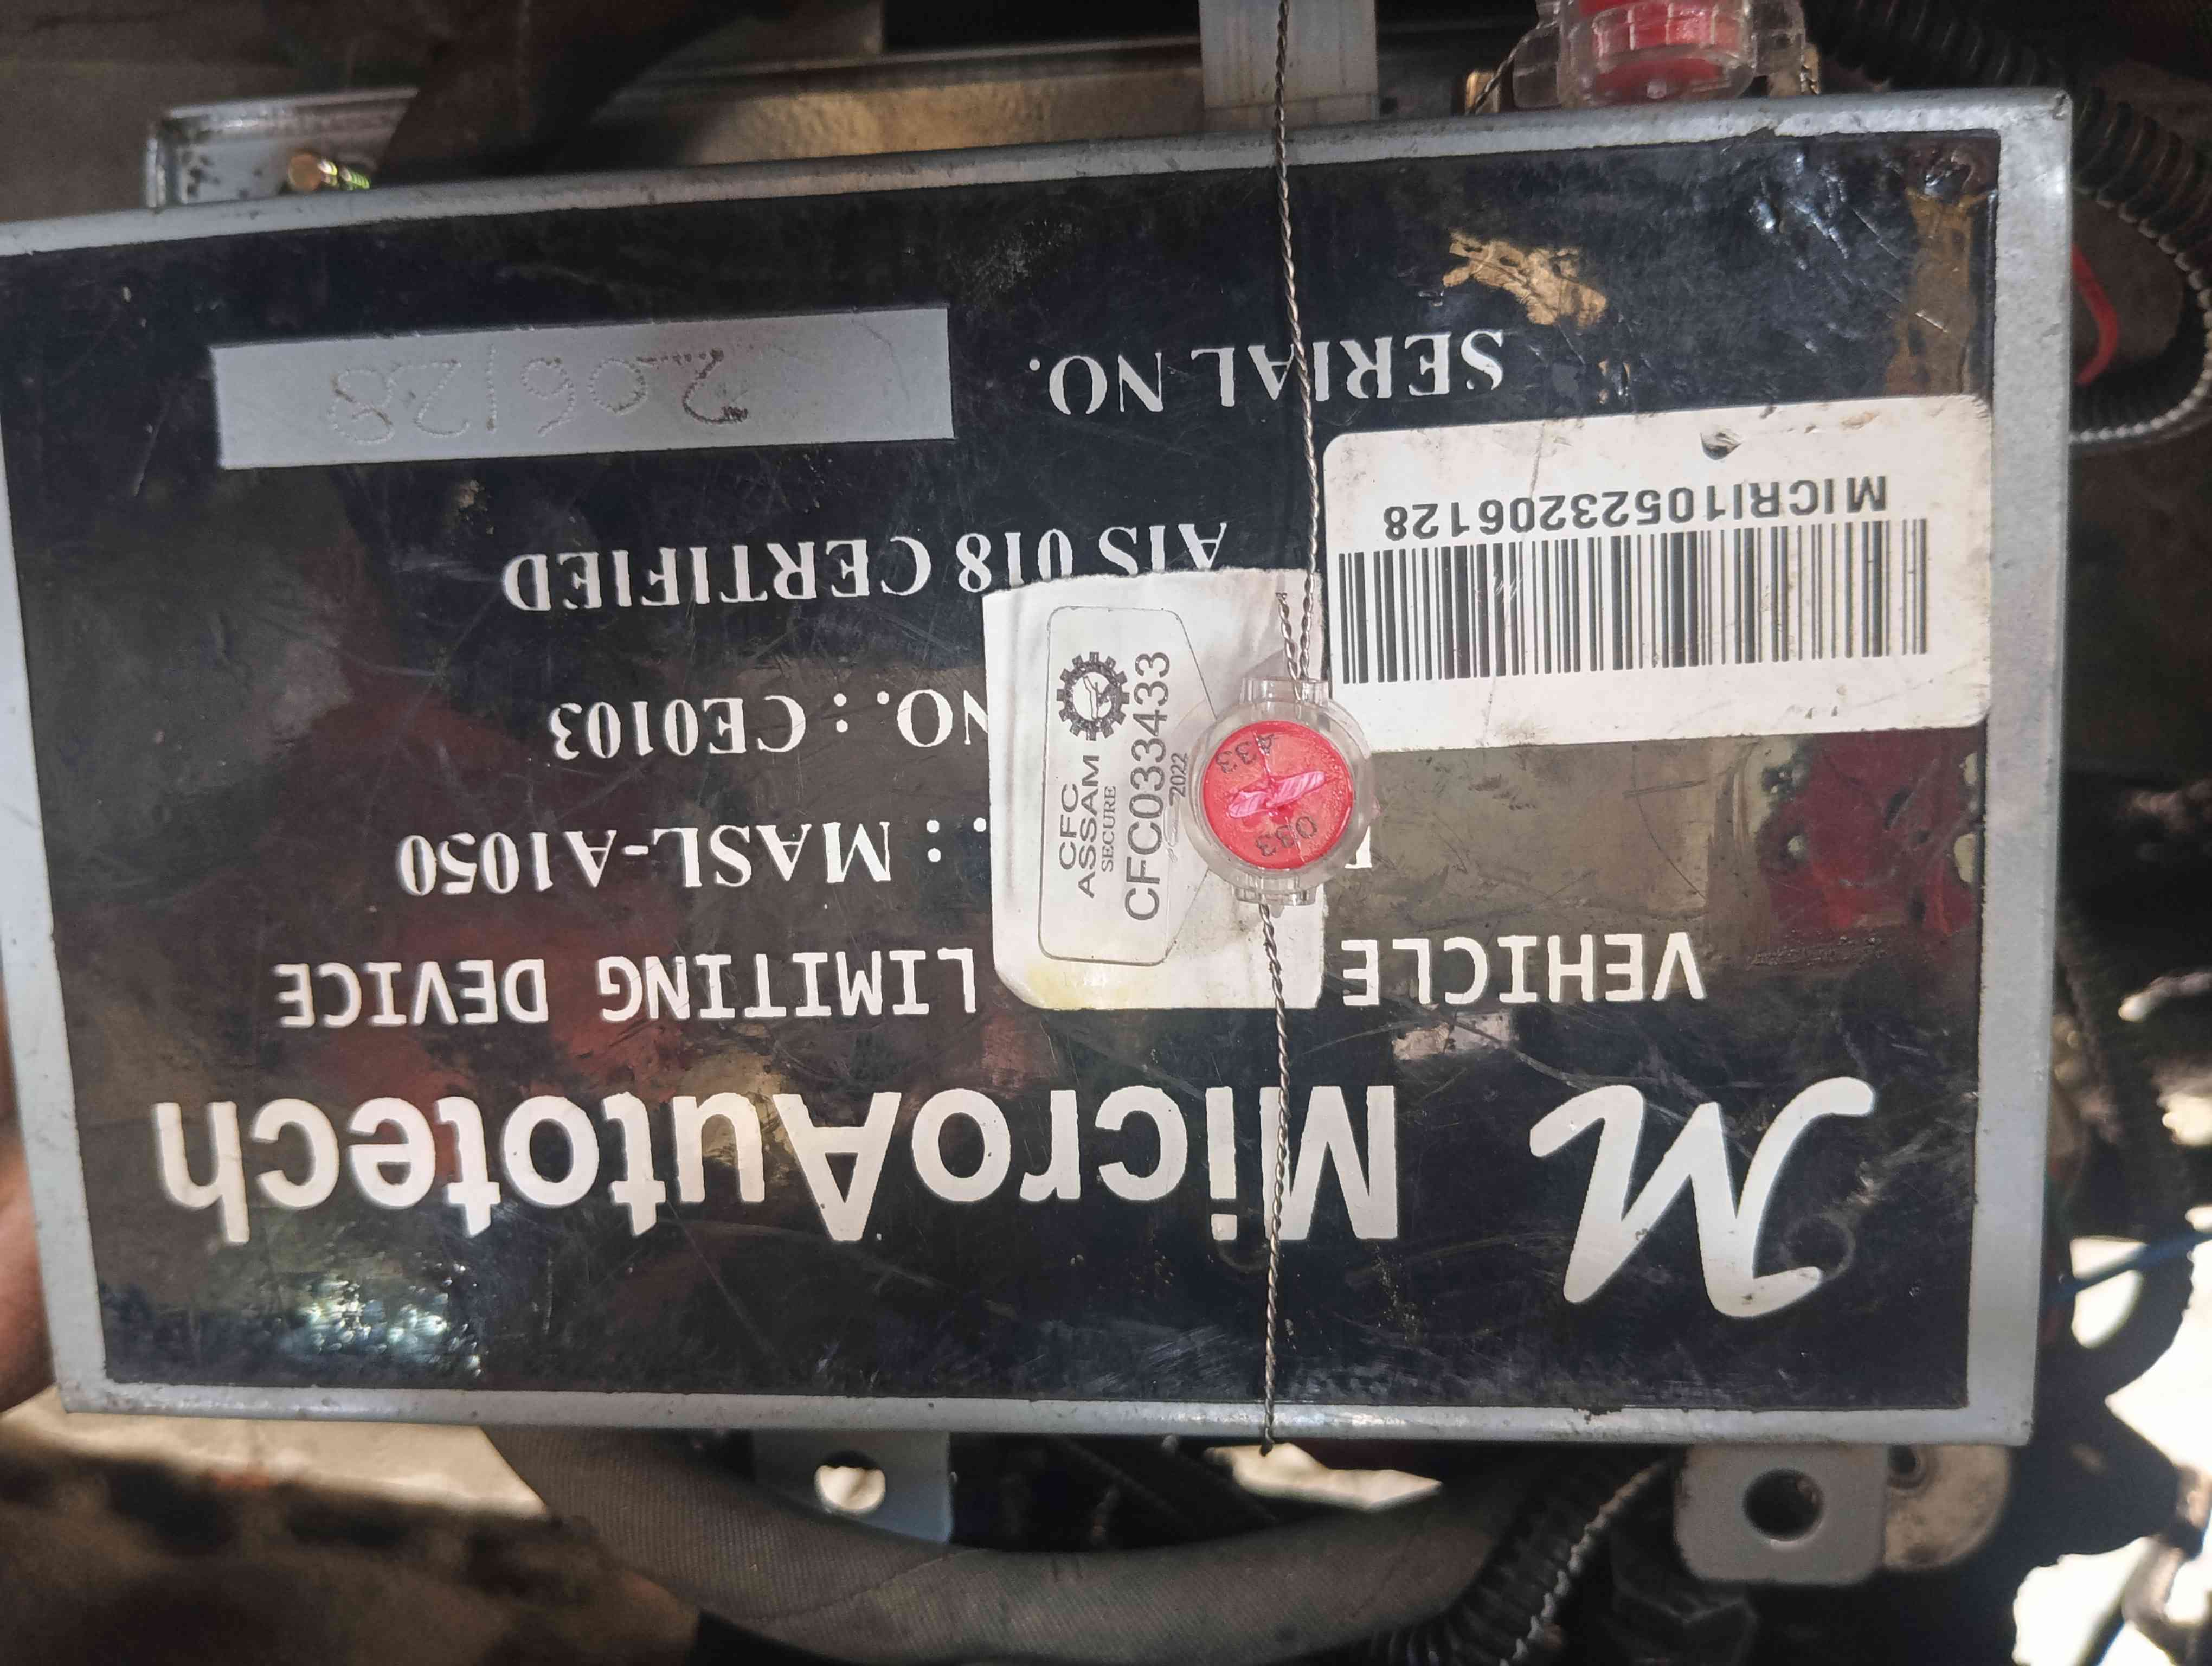 M MicroAutotech
VEHICLE LIMITING DEVICE
: MASL-A1050
NO. : CE0103
AIS 018 CERTIFIED
SERIAL NO. 206128
MICRI10523206128
CFC
ASSAM
SECURE
CFC033433
2022
033
433